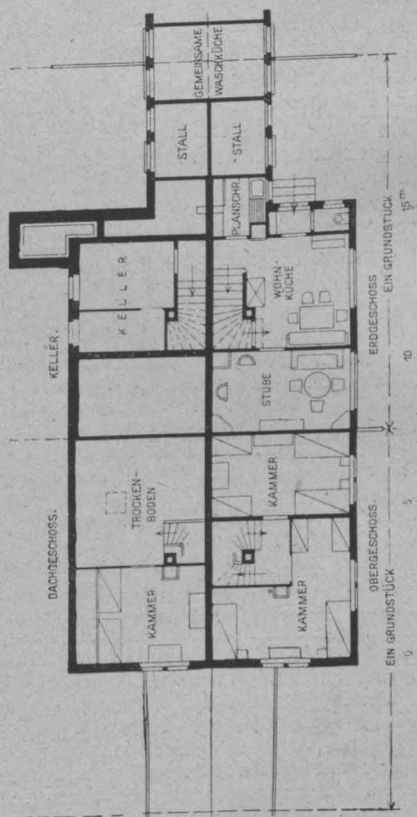 GEMEINSAME
WASCHKÜCHE
STALL
STALL
PLANSCHR.
KELLER.
KELLER
KELLER
WOHN-
KÜCHE
STUBE
ERDGESCHOSS
EIN GRUNDSTÜCK
DACHGESCHOSS.
TROCKEN-
BODEN
KAMMER
KAMMER
KAMMER
OBERGESCHOSS.
EIN GRUNDSTÜCK
0 5 10 15 m